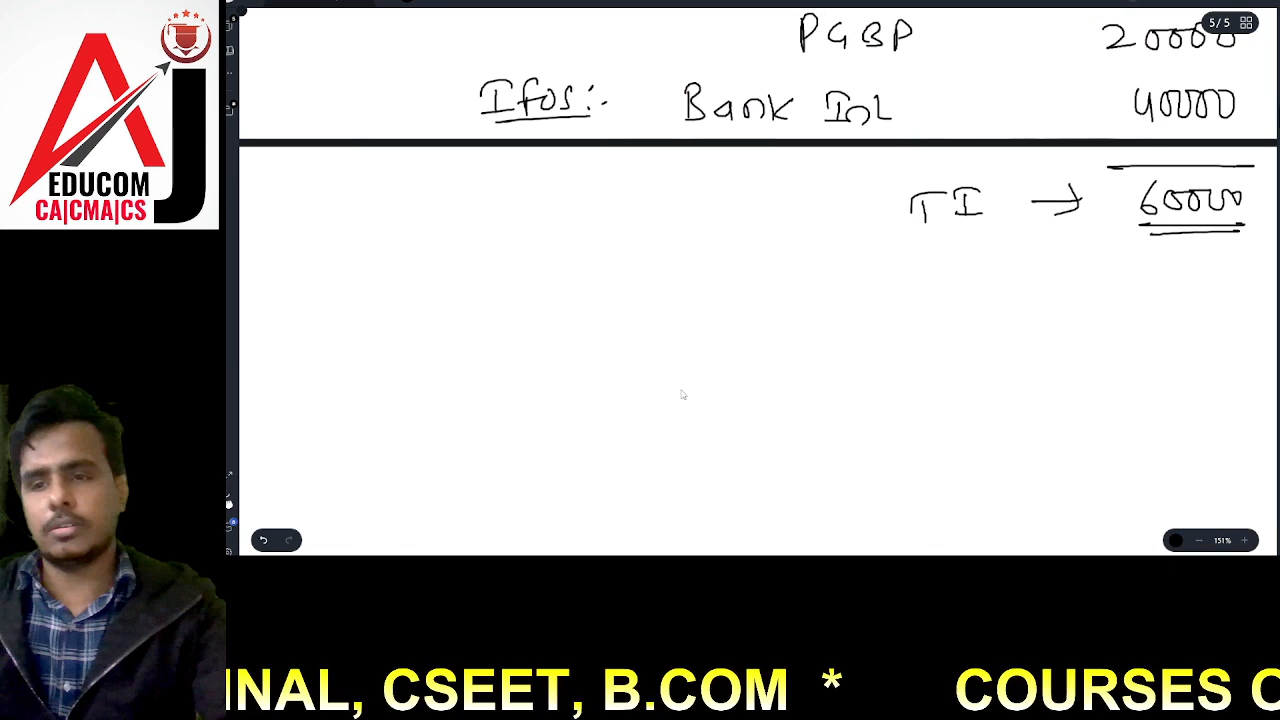 AJ
EDUCOM
CA|CMA|CS
5/5
PGBP 20000
Ifos:- Bank Int 40000
TI → 60000
151%
INAL, CSEET, B.COM * COURSES O